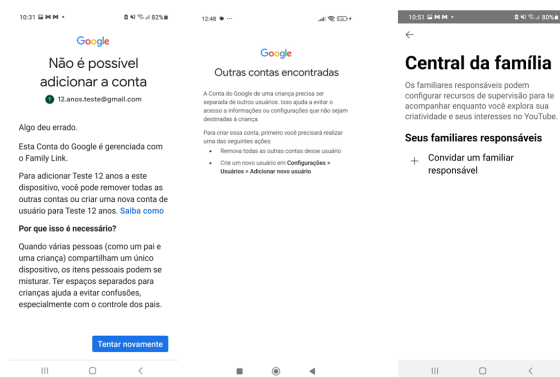 10:31
82%
Google
Não é possível
adicionar a conta
12.anos.teste@gmail.com
Algo deu errado.
Esta Conta do Google é gerenciada com
o Family Link.
Para adicionar Teste 12 anos a este
dispositivo, você pode remover todas as
outras contas ou criar uma nova conta de
usuário para Teste 12 anos. Saiba como
Por que isso é necessário?
Quando várias pessoas (como um pai e
uma criança) compartilham um único
dispositivo, os itens pessoais podem se
misturar. Ter espaços separados para
crianças ajuda a evitar confusões,
especialmente com o controle dos pais.
Tentar novamente
12:48
Google
Outras contas encontradas
A Conta do Google de uma criança precisa ser
separada de outros usuários. Isso ajuda a evitar o
acesso a informações ou configurações que não sejam
destinadas à criança.
Para criar essa conta, primeiro você precisará realizar
uma das seguintes ações:
• Remova todas as outras contas desse usuário
• Crie um novo usuário em Configurações >
Usuários > Adicionar novo usuário
10:51
80%
Central da família
Os familiares responsáveis podem
configurar recursos de supervisão para te
acompanhar enquanto você explora sua
criatividade e seus interesses no YouTube.
Seus familiares responsáveis
+ Convidar um familiar
responsável